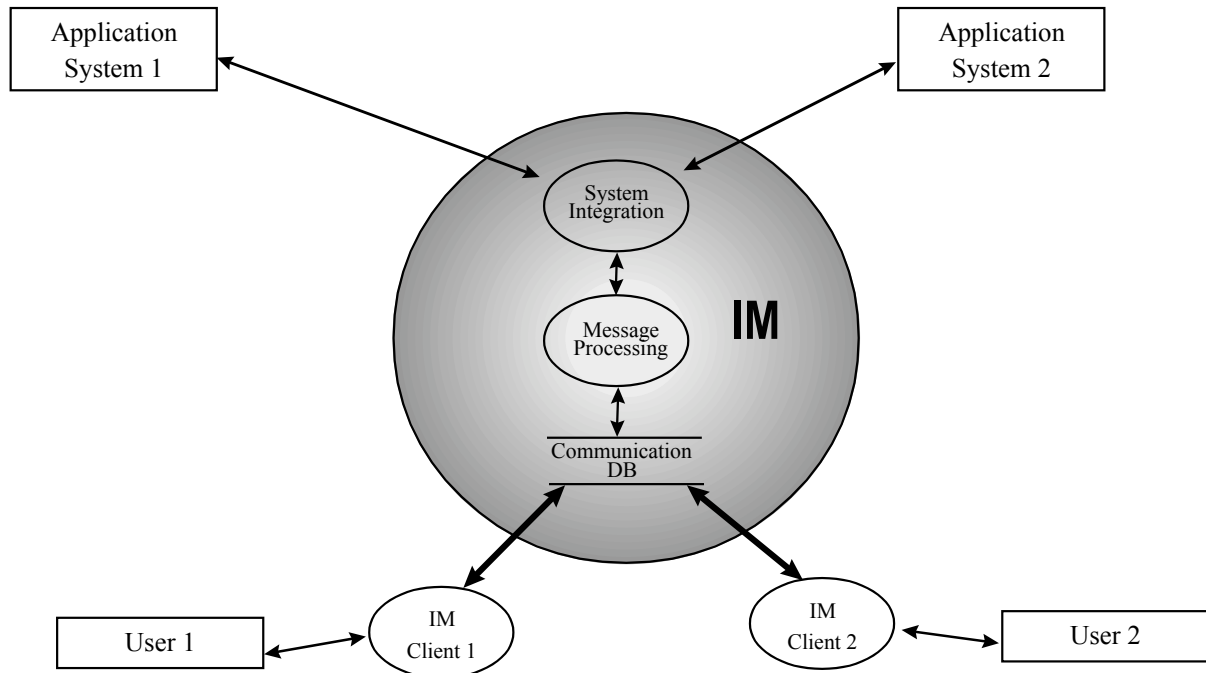 Application
System 1
Application
System 2
System
Integration
IM
Message
Processing
Communication
DB
IM
Client 1
IM
Client 2
User 1
User 2